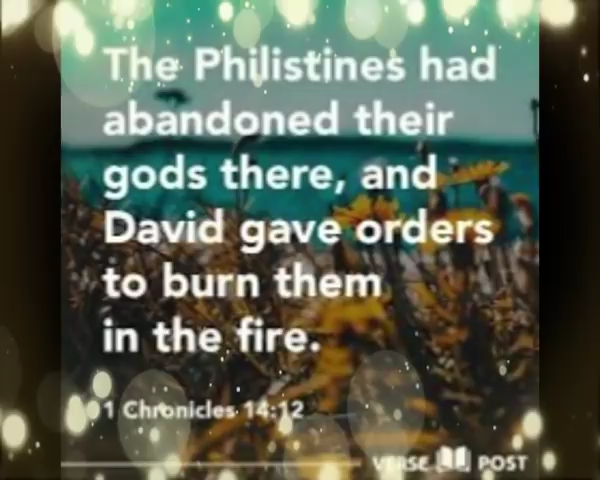 The Philistines had
abandoned their
gods there, and
David gave orders
to burn them
in the fire.
1 Chronicles 14:12
VERSE POST